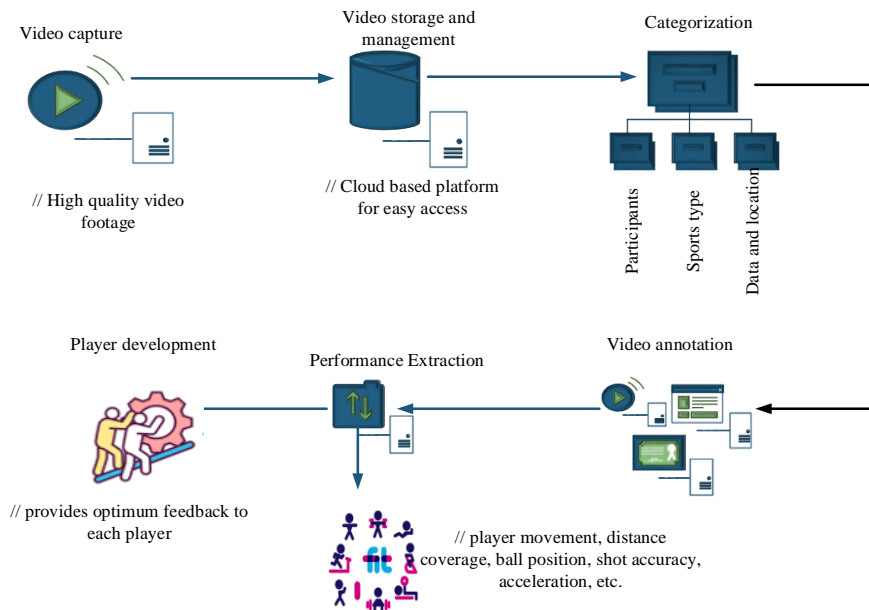 Video capture
Video storage and
management
Categorization
// High quality video
footage
// Cloud based platform
for easy access
Participants
Sports type
Data and location
Player development
Performance Extraction
Video annotation
// provides optimum feedback to
each player
fit
// player movement, distance
coverage, ball position, shot accuracy,
acceleration, etc.